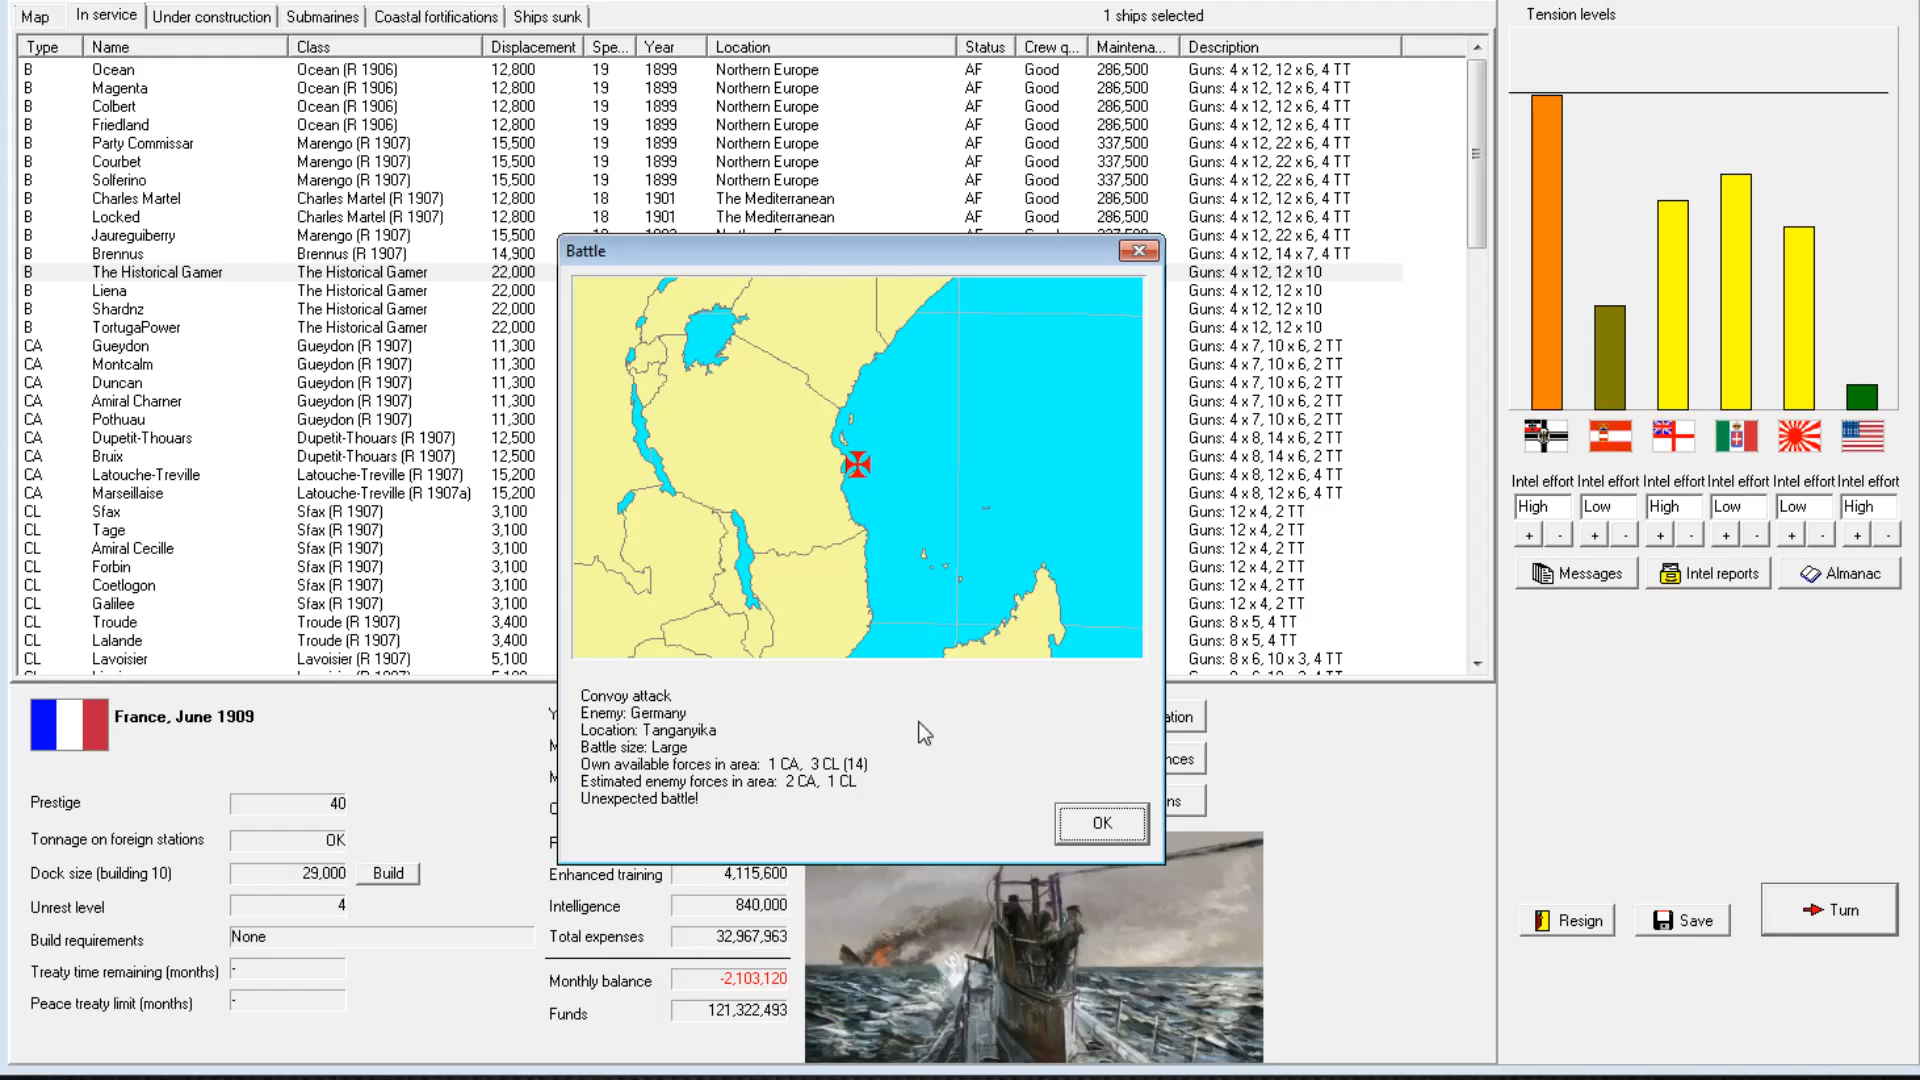 Map In service Under construction Submarines Coastal fortifications Ships sunk 1 ships selected
Type Name Class Displacement Spe... Year Location Status Crew q... Maintena... Description
B Ocean Ocean (R 1906) 12,800 19 1899 Northern Europe AF Good 286,500 Guns: 4 x 12, 12 x 6, 4 TT
B Magenta Ocean (R 1906) 12,800 19 1899 Northern Europe AF Good 286,500 Guns: 4 x 12, 12 x 6, 4 TT
B Colbert Ocean (R 1906) 12,800 19 1899 Northern Europe AF Good 286,500 Guns: 4 x 12, 12 x 6, 4 TT
B Friedland Ocean (R 1906) 12,800 19 1899 Northern Europe AF Good 286,500 Guns: 4 x 12, 12 x 6, 4 TT
B Party Commissar Marengo (R 1907) 15,500 19 1899 Northern Europe AF Good 337,500 Guns: 4 x 12, 22 x 6, 4 TT
B Courbet Marengo (R 1907) 15,500 19 1899 Northern Europe AF Good 337,500 Guns: 4 x 12, 22 x 6, 4 TT
B Solferino Marengo (R 1907) 15,500 19 1899 Northern Europe AF Good 337,500 Guns: 4 x 12, 22 x 6, 4 TT
B Charles Martel Charles Martel (R 1907) 12,800 18 1901 The Mediterranean AF Good 286,500 Guns: 4 x 12, 12 x 6, 4 TT
B Locked Charles Martel (R 1907) 12,800 18 1901 The Mediterranean AF Good 286,500 Guns: 4 x 12, 12 x 6, 4 TT
B Jaureguiberry Marengo (R 1907) 15,500 Guns: 4 x 12, 22 x 6, 4 TT
B Brennus Brennus (R 1907) 14,900 Guns: 4 x 12, 14 x 7, 4 TT
B The Historical Gamer The Historical Gamer 22,000 Guns: 4 x 12, 12 x 10
B Liena The Historical Gamer 22,000 Guns: 4 x 12, 12 x 10
B Shardnz The Historical Gamer 22,000 Guns: 4 x 12, 12 x 10
B TortugaPower The Historical Gamer 22,000 Guns: 4 x 12, 12 x 10
CA Gueydon Gueydon (R 1907) 11,300 Guns: 4 x 7, 10 x 6, 2 TT
CA Montcalm Gueydon (R 1907) 11,300 Guns: 4 x 7, 10 x 6, 2 TT
CA Duncan Gueydon (R 1907) 11,300 Guns: 4 x 7, 10 x 6, 2 TT
CA Amiral Charner Gueydon (R 1907) 11,300 Guns: 4 x 7, 10 x 6, 2 TT
CA Pothuau Gueydon (R 1907) 11,300 Guns: 4 x 7, 10 x 6, 2 TT
CA Dupetit-Thouars Dupetit-Thouars (R 1907) 12,500 Guns: 4 x 8, 14 x 6, 2 TT
CA Bruix Dupetit-Thouars (R 1907) 12,500 Guns: 4 x 8, 14 x 6, 2 TT
CA Latouche-Treville Latouche-Treville (R 1907) 15,200 Guns: 4 x 8, 12 x 6, 4 TT
CA Marseillaise Latouche-Treville (R 1907a) 15,200 Guns: 4 x 8, 12 x 6, 4 TT
CL Sfax Sfax (R 1907) 3,100 Guns: 12 x 4, 2 TT
CL Tage Sfax (R 1907) 3,100 Guns: 12 x 4, 2 TT
CL Amiral Cecille Sfax (R 1907) 3,100 Guns: 12 x 4, 2 TT
CL Forbin Sfax (R 1907) 3,100 Guns: 12 x 4, 2 TT
CL Coetlogon Sfax (R 1907) 3,100 Guns: 12 x 4, 2 TT
CL Galilee Sfax (R 1907) 3,100 Guns: 12 x 4, 2 TT
CL Troude Troude (R 1907) 3,400 Guns: 8 x 5, 4 TT
CL Lalande Troude (R 1907) 3,400 Guns: 8 x 5, 4 TT
CL Lavoisier Lavoisier (R 1907) 5,100 Guns: 8 x 6, 10 x 3, 4 TT
Battle
Convoy attack
Enemy: Germany
Location: Tanganyika
Battle size: Large
Own available forces in area: 1 CA, 3 CL (14)
Estimated enemy forces in area: 2 CA, 1 CL
Unexpected battle!
OK
France, June 1909
Prestige 40
Tonnage on foreign stations OK
Dock size (building 10) 29,000 Build
Unrest level 4
Build requirements None
Treaty time remaining (months) -
Peace treaty limit (months) -
Enhanced training 4,115,600
Intelligence 840,000
Total expenses 32,967,963
Monthly balance -2,103,120
Funds 121,322,493
Tension levels
Intel effort Intel effort Intel effort Intel effort Intel effort Intel effort
High Low High Low Low High
+ - + - + - + - + - + -
Messages Intel reports Almanac
Resign Save Turn